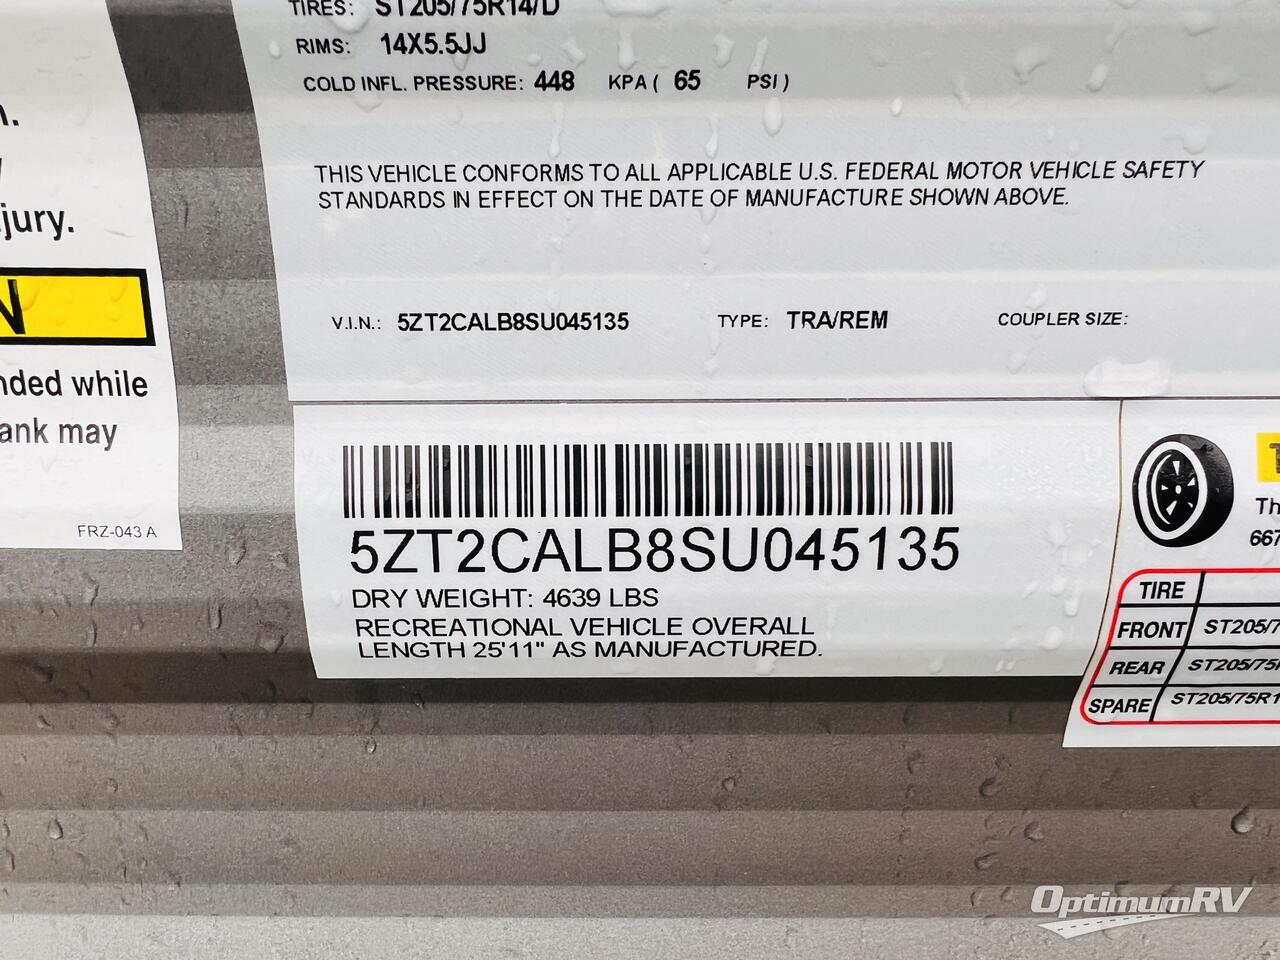 TIRES: ST205/75R14/D
RIMS: 14X5.5JJ
COLD INFL. PRESSURE: 448 KPA ( 65 PSI )
THIS VEHICLE CONFORMS TO ALL APPLICABLE U.S. FEDERAL MOTOR VEHICLE SAFETY
STANDARDS IN EFFECT ON THE DATE OF MANUFACTURE SHOWN ABOVE.
V.I.N.: 5ZT2CALB8SU045135 TYPE: TRA/REM COUPLER SIZE:
jury.
N
nded while
ank may
FRZ-043 A
5ZT2CALB8SU045135
DRY WEIGHT: 4639 LBS
RECREATIONAL VEHICLE OVERALL
LENGTH 25'11" AS MANUFACTURED.
Th
667
TIRE
FRONT ST205/7
REAR ST205/75R
SPARE ST205/75R1
OptimumRV